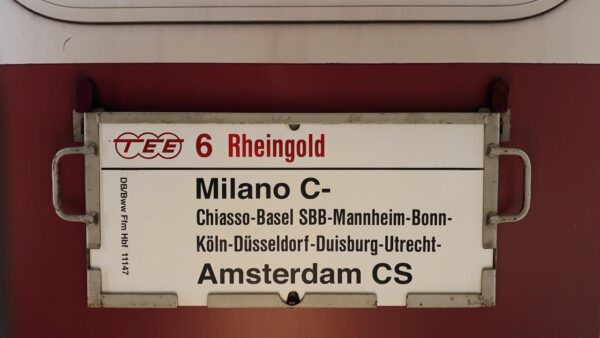 TEE 6 Rheingold
Milano C-
Chiasso-Basel SBB-Mannheim-Bonn-
Köln-Düsseldorf-Duisburg-Utrecht-
Amsterdam CS
DB/Bww Ffm Hbf 11147